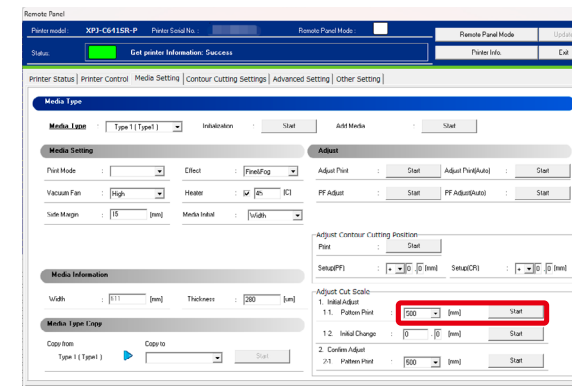 Remote Panel
Printer model : XPJ-C641SR-P Printer Serial No. : Remote Panel Mode : Remote Panel Mode Update
Status: Get printer Information: Success Printer Info. Exit
Printer Status Printer Control Media Setting Contour Cutting Settings Advanced Setting Other Setting
Media Type
Media Type : Type 1 ( Type1 ) Initialization : Start Add Media : Start
Media Setting Adjust
Print Mode : Effect : Fine&Fog Adjust Print : Start Adjust Print(Auto) : Start
Vacuum Fan : High Heater : 45 [C] PF Adjust : Start PF Adjust(Auto) : Start
Side Margin : 15 [mm] Media Initial : Width
Adjust Contour Cutting Position
Print : Start
Setup(PF) : + 0 . 0 [mm] Setup(CR) : + 0 . 0 [mm]
Media Information
Adjust Cut Scale
1. Initial Adjust
Width : [mm] Thickness : 280 [um] 1-1. Pattern Print : 500 [mm] Start
Media Type Copy
1-2. Initial Change : 0 . 0 [mm] Start
Copy from Copy to 2. Confirm Adjust
Type 1 ( Type1 ) Start 2-1 Pattern Print : 500 [mm] Start